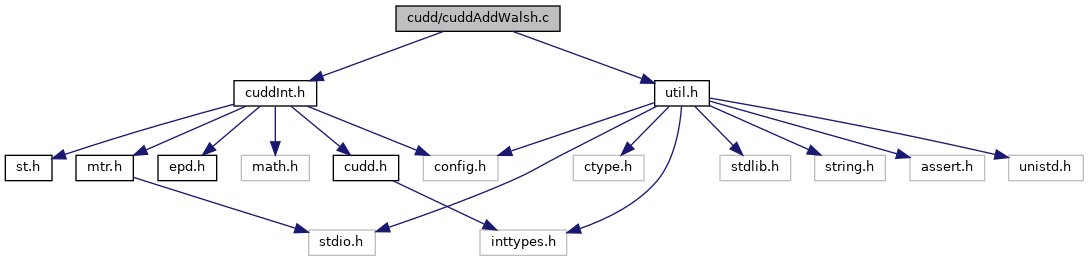 cudd/cuddAddWalsh.c
cuddInt.h
util.h
st.h
mtr.h
epd.h
math.h
cudd.h
config.h
ctype.h
stdlib.h
string.h
assert.h
unistd.h
stdio.h
inttypes.h